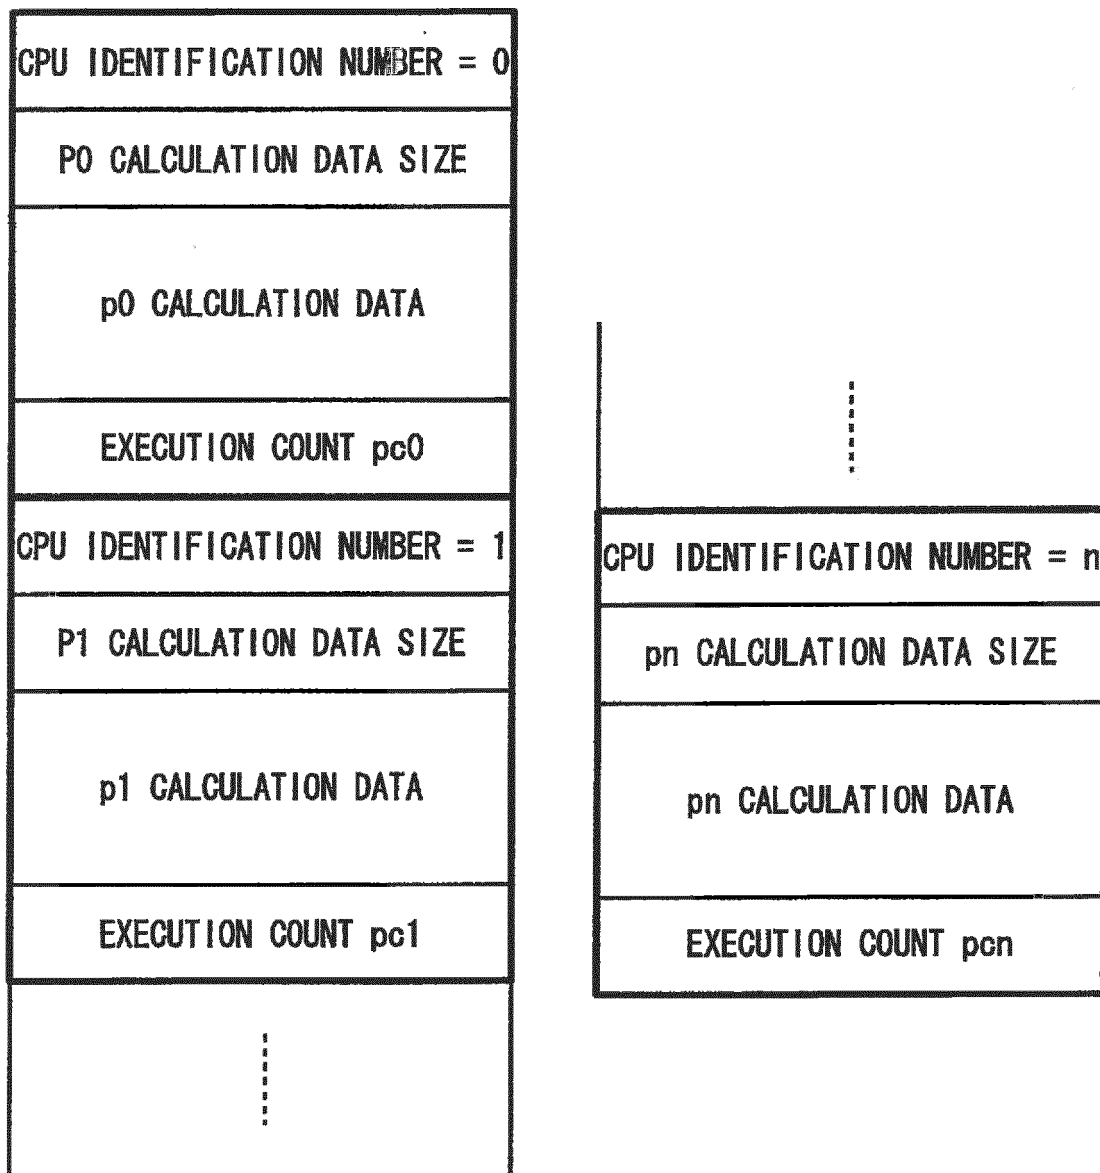 CPU IDENTIFICATION NUMBER = 0
P0 CALCULATION DATA SIZE
p0 CALCULATION DATA
EXECUTION COUNT pc0
CPU IDENTIFICATION NUMBER = 1
P1 CALCULATION DATA SIZE
p1 CALCULATION DATA
EXECUTION COUNT pc1
CPU IDENTIFICATION NUMBER = n
pn CALCULATION DATA SIZE
pn CALCULATION DATA
EXECUTION COUNT pcn